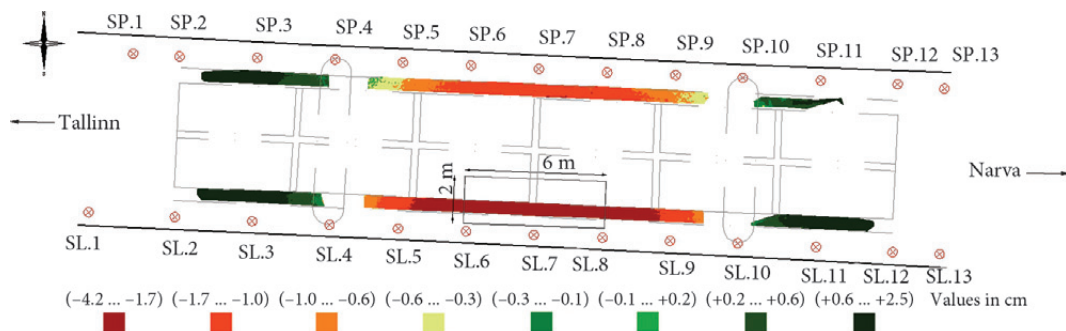 SP.1 SP.2 SP.3 SP.4 SP.5 SP.6 SP.7 SP.8 SP.9 SP.10 SP.11 SP.12 SP.13
Tallinn
6 m
Narva
2 m
SL.1 SL.2 SL.3 SL.4 SL.5 SL.6 SL.7 SL.8 SL.9 SL.10 SL.11 SL.12 SL.13
(−4.2 ... −1.7) (−1.7 ... −1.0) (−1.0 ... −0.6) (−0.6 ... −0.3) (−0.3 ... −0.1) (−0.1 ... +0.2) (+0.2 ... +0.6) (+0.6 ... +2.5) Values in cm